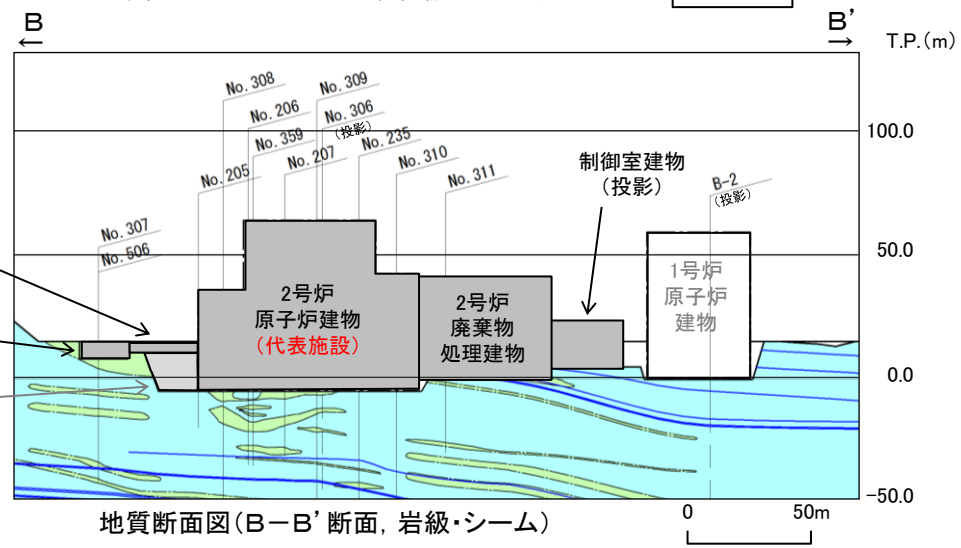 B
B’
T.P.(m)
No. 308
No. 309
No. 206
No. 306
(投影)
No. 359
No. 235
No. 205
No. 207
No. 310
No. 311
制御室建物
(投影)
B-2
(投影)
100.0
No. 307
No. 506
50.0
2号炉
原子炉建物
(代表施設)
2号炉
廃棄物
処理建物
1号炉
原子炉
建物
0.0
-50.0
地質断面図(B-B’断面, 岩級・シーム)
0
50m